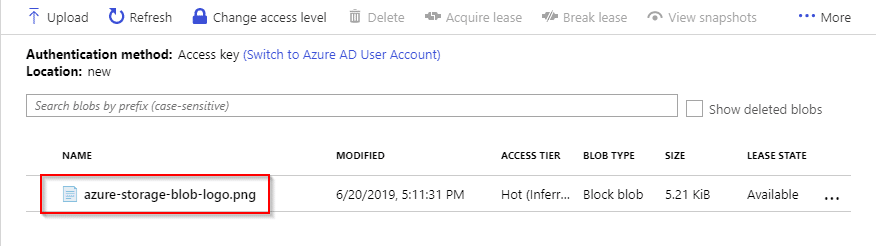 Upload Refresh Change access level Delete Acquire lease Break lease View snapshots ••• More
Authentication method: Access key (Switch to Azure AD User Account)
Location: new
Search blobs by prefix (case-sensitive) Show deleted blobs
NAME MODIFIED ACCESS TIER BLOB TYPE SIZE LEASE STATE
azure-storage-blob-logo.png 6/20/2019, 5:11:31 PM Hot (Inferr... Block blob 5.21 KiB Available ...